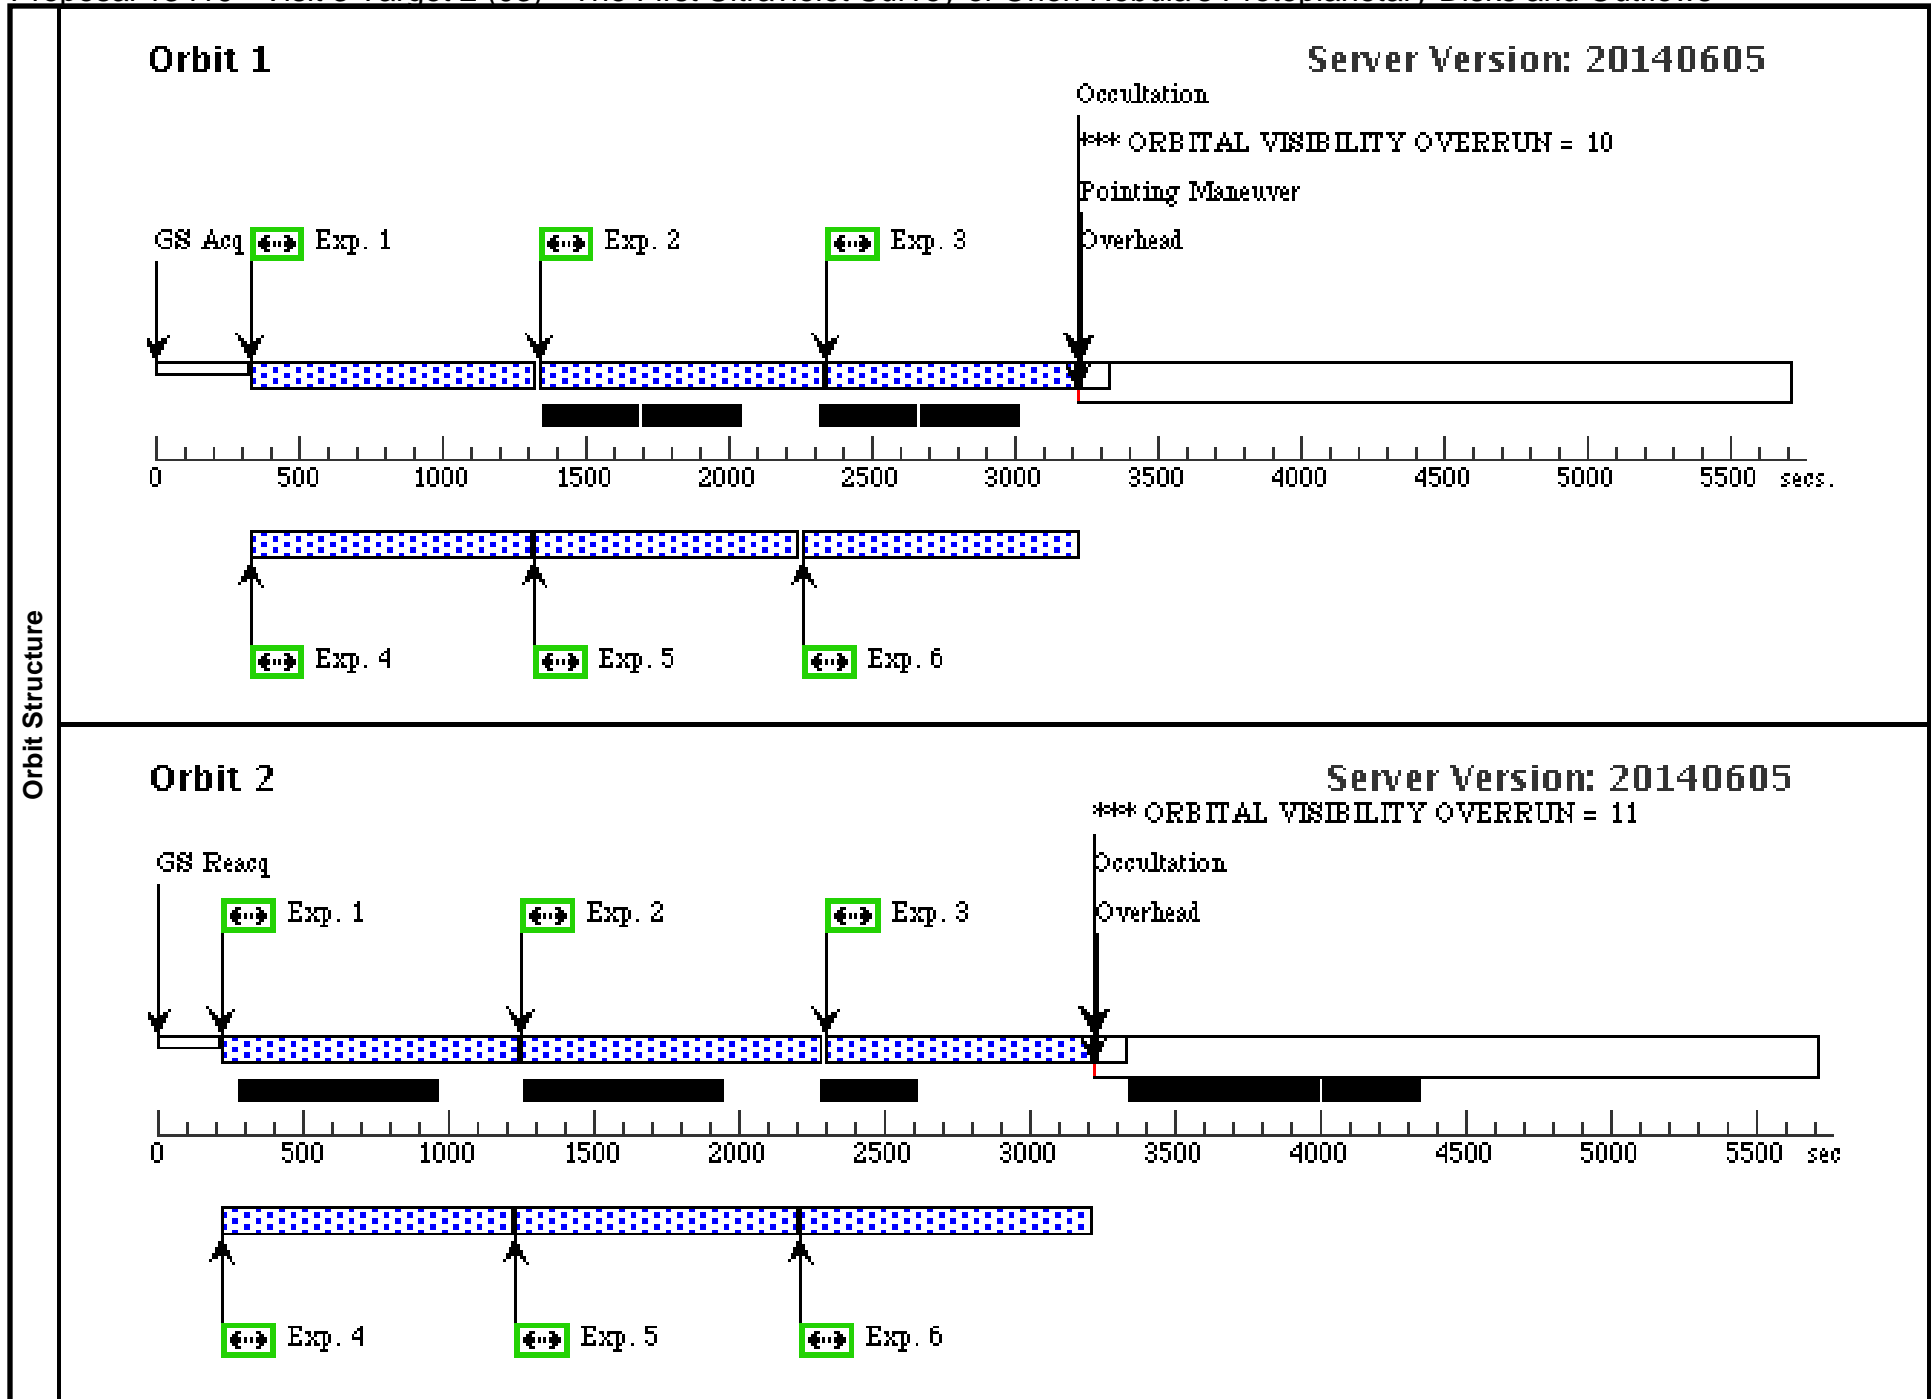 Orbit Structure
Orbit 1
Server Version: 20140605
Occultation
*** ORBITAL VISIBILITY OVERRUN = 10
Pointing Maneuver
GS Acq Exp. 1 Exp. 2 Exp. 3 Overhead
0 500 1000 1500 2000 2500 3000 3500 4000 4500 5000 5500 secs.
Exp. 4 Exp. 5 Exp. 6
Orbit 2
Server Version: 20140605
*** ORBITAL VISIBILITY OVERRUN = 11
GS Reacq Occultation
Exp. 1 Exp. 2 Exp. 3 Overhead
0 500 1000 1500 2000 2500 3000 3500 4000 4500 5000 5500 sec
Exp. 4 Exp. 5 Exp. 6